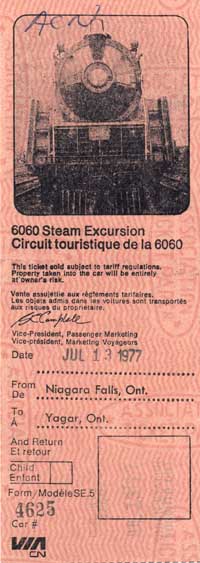 6060 Steam Excursion
Circuit touristique de la 6060
This ticket sold subject to tariff regulations.
Property taken into the car will be entirely
at owner's risk.
Vente assujettie aux règlements tarifaires.
Les objets admis dans les voitures sont transportés
aux risques du propriétaire.
Vice-President, Passenger Marketing
Vice-président, Marketing Voyageurs
Date JUL 13 1977
From
De Niagara Falls, Ont.
To
À Yagar, Ont.
And Return
Et retour
Child
Enfant
Form/Modèle SE.5
4625
Car #
VIA
CN